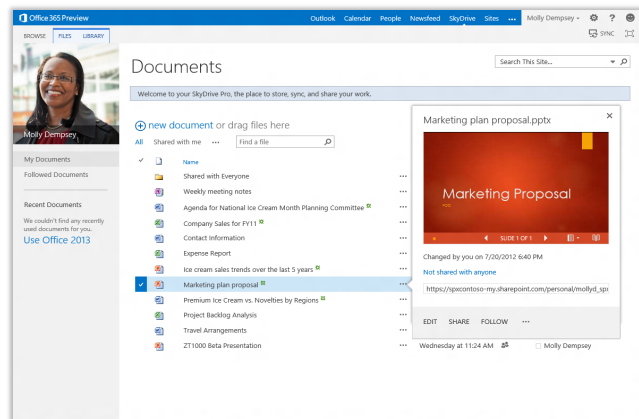 Office 365 Preview
Outlook Calendar People Newsfeed SkyDrive Sites ... Molly Dempsey ?
BROWSE FILES LIBRARY
SYNC
Documents
Search This Site...
Welcome to your SkyDrive Pro, the place to store, sync, and share your work.
Molly Dempsey
My Documents
Followed Documents
Recent Documents
We couldn't find any recently
used documents for you.
Use Office 2013
new document or drag files here
All Shared with me ... Find a file
Name
Shared with Everyone ...
Weekly meeting notes ...
Agenda for National Ice Cream Month Planning Committee ...
Company Sales for FY11 ...
Contact Information ...
Expense Report ...
Ice cream sales trends over the last 5 years ...
Marketing plan proposal ...
Premium Ice Cream vs. Novelties by Regions ...
Project Backlog Analysis ...
Travel Arrangements ...
ZT1000 Beta Presentation ... Wednesday at 11:24 AM Molly Dempsey
Marketing plan proposal.pptx
Marketing Proposal
SLIDE 1 OF 1
Changed by you on 7/20/2012 6:40 PM
Not shared with anyone
https://spxcontoso-my.sharepoint.com/personal/mollyd_spx
EDIT SHARE FOLLOW ...